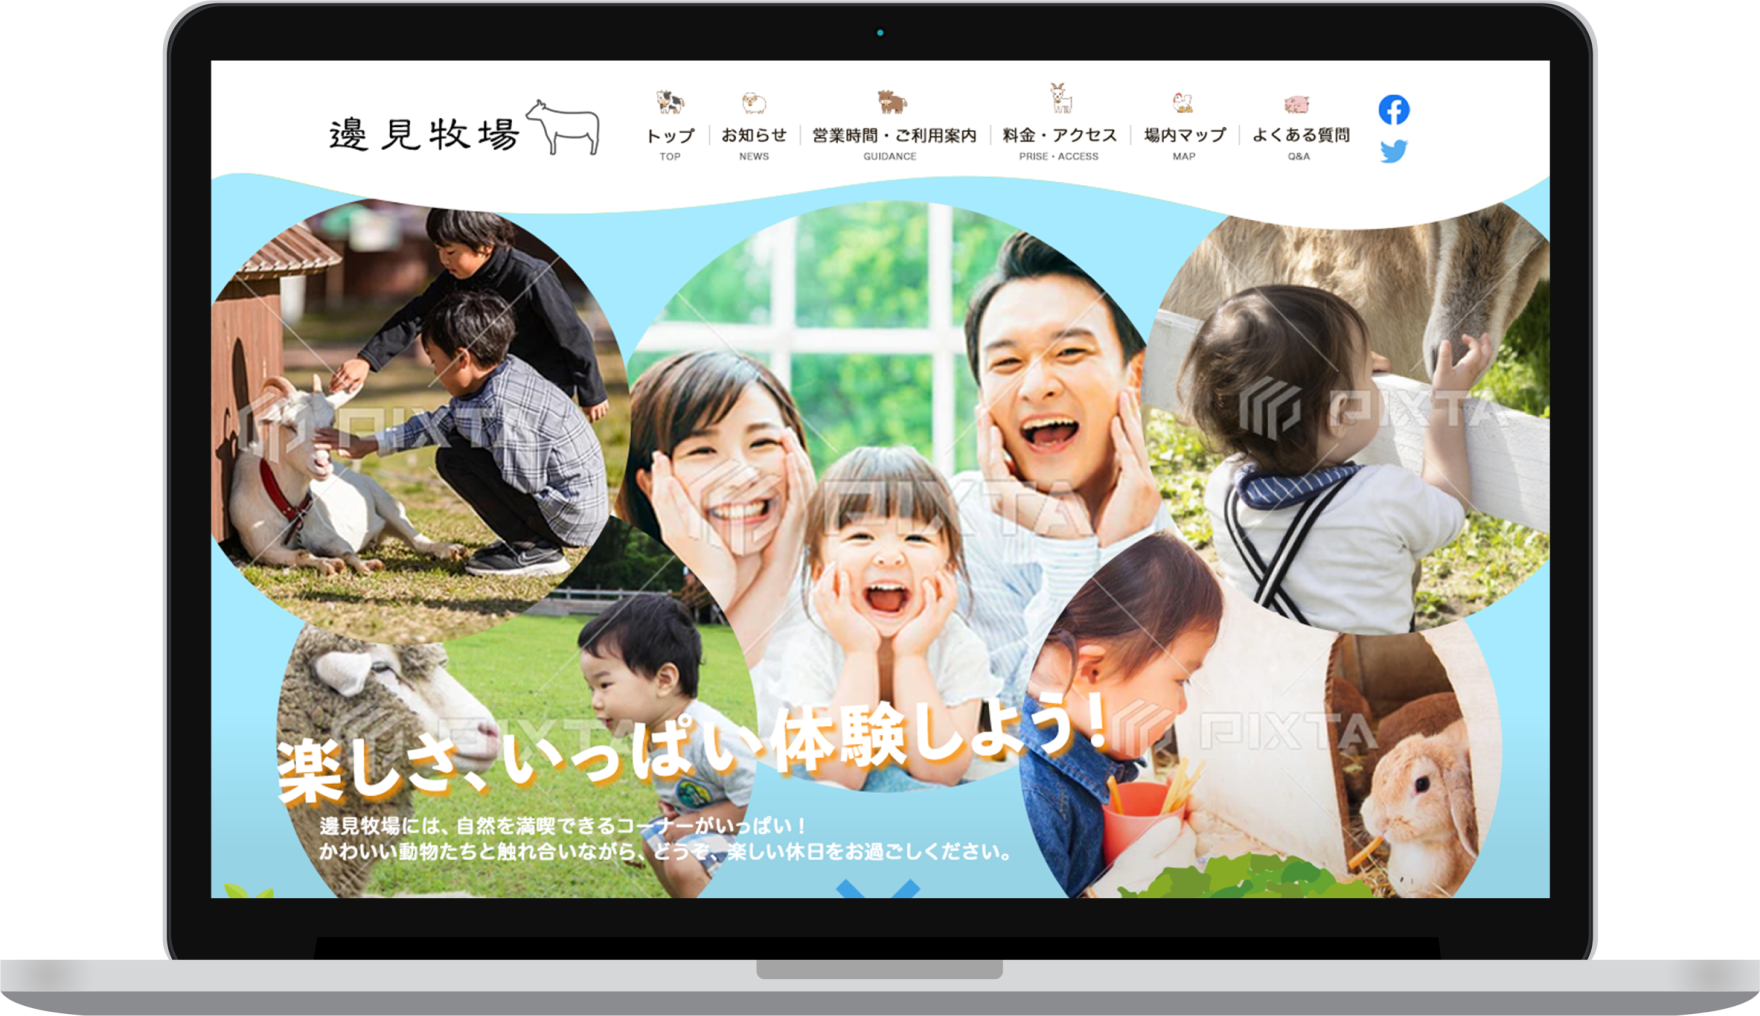 邊見牧場
トップ
TOP
お知らせ
NEWS
営業時間・ご利用案内
GUIDANCE
料金・アクセス
PRISE・ACCESS
場内マップ
MAP
よくある質問
Q&A
PIXTA
PIXTA
PIXTA
PIXTA
PIXTA
楽しさ、いっぱい体験しよう!
邊見牧場には、自然を満喫できるコーナーがいっぱい!
かわいい動物たちと触れ合いながら、どうぞ、楽しい休日をお過ごしください。